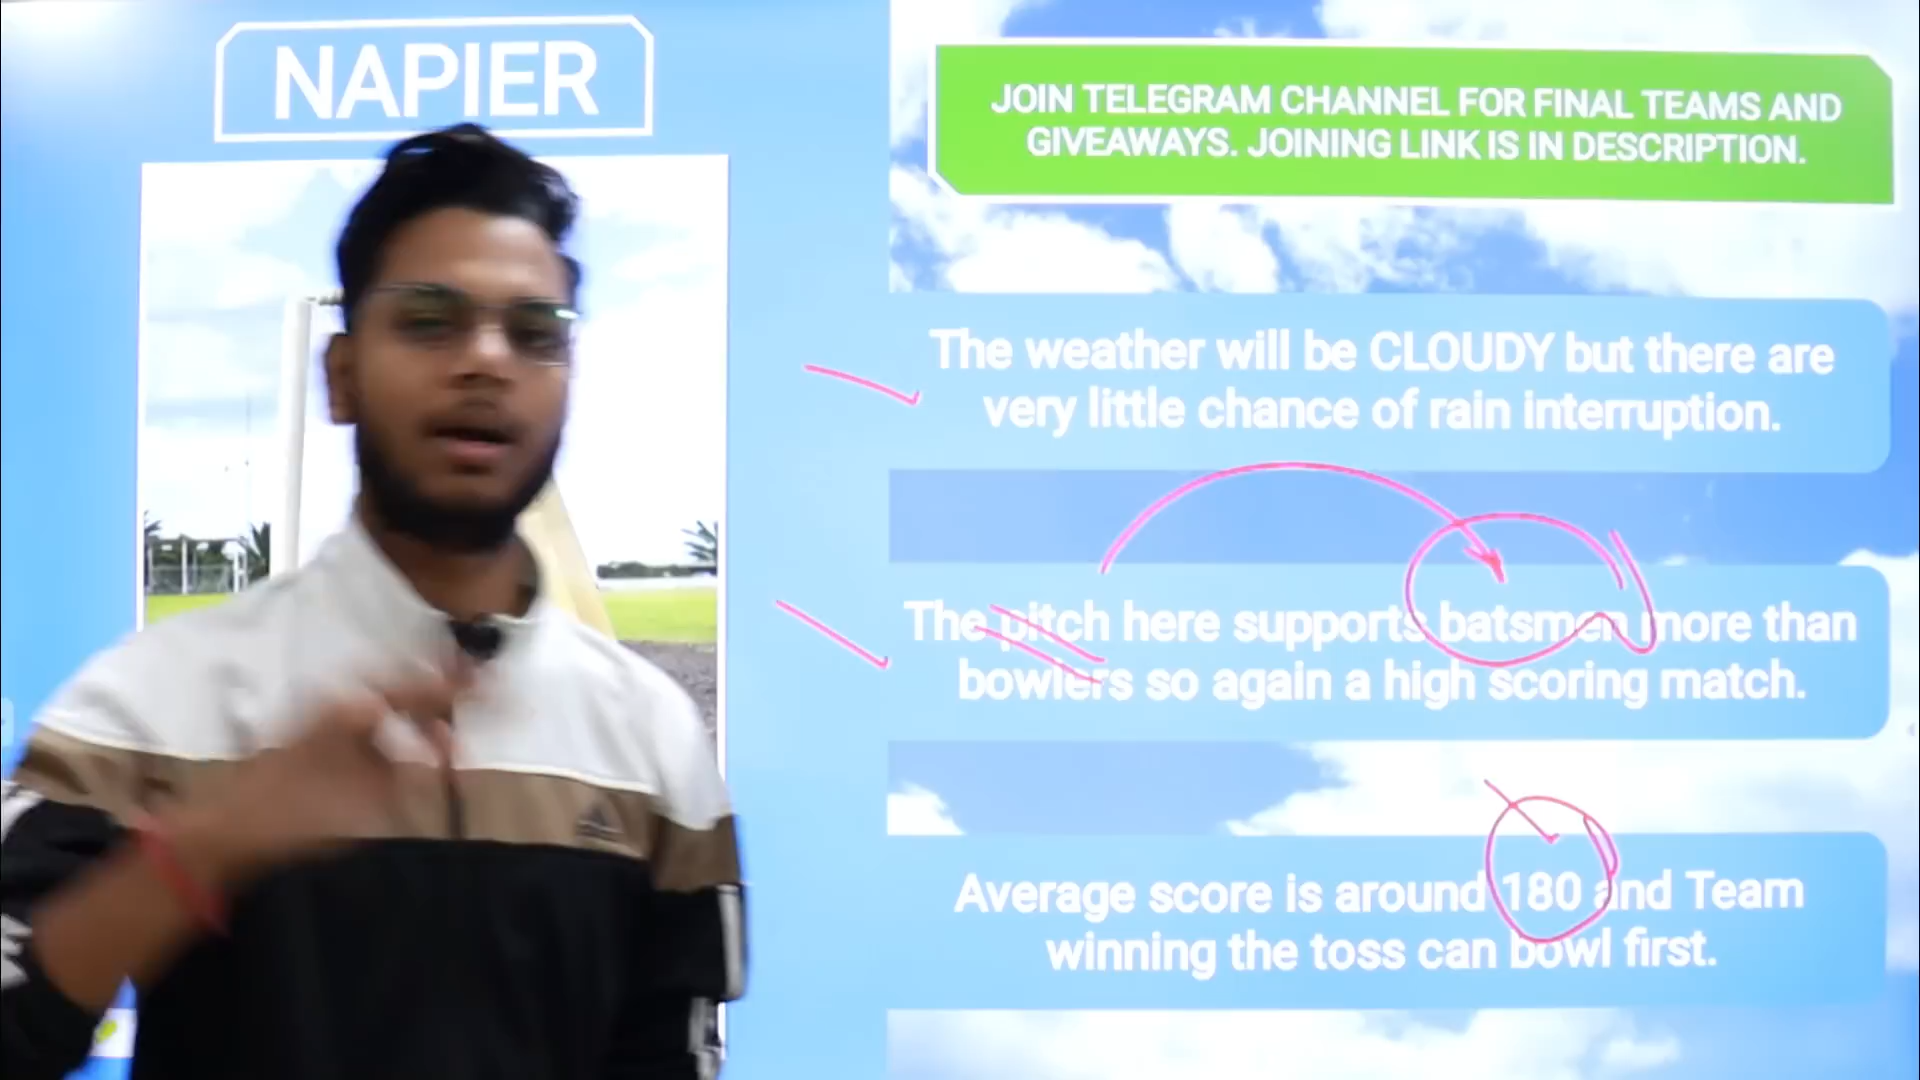 NAPIER
JOIN TELEGRAM CHANNEL FOR FINAL TEAMS AND
GIVEAWAYS. JOINING LINK IS IN DESCRIPTION.
The weather will be CLOUDY but there are
very little chance of rain interruption.
The pitch here supports batsmen more than
bowlers so again a high scoring match.
Average score is around 180 and Team
winning the toss can bowl first.